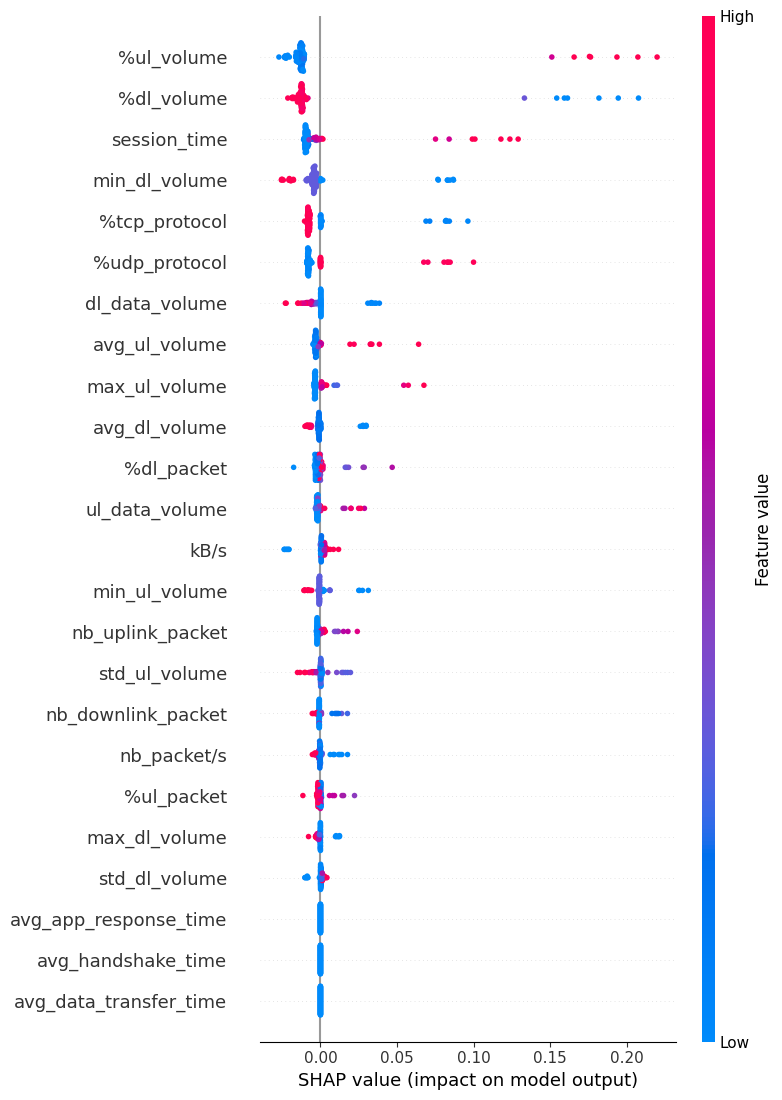 High
%ul_volume
%dl_volume
session_time
min_dl_volume
%tcp_protocol
%udp_protocol
dl_data_volume
avg_ul_volume
max_ul_volume
avg_dl_volume
%dl_packet
ul_data_volume
kB/s
min_ul_volume
nb_uplink_packet
std_ul_volume
nb_downlink_packet
nb_packet/s
%ul_packet
max_dl_volume
std_dl_volume
avg_app_response_time
avg_handshake_time
avg_data_transfer_time
Feature value
Low
0.00 0.05 0.10 0.15 0.20
SHAP value (impact on model output)